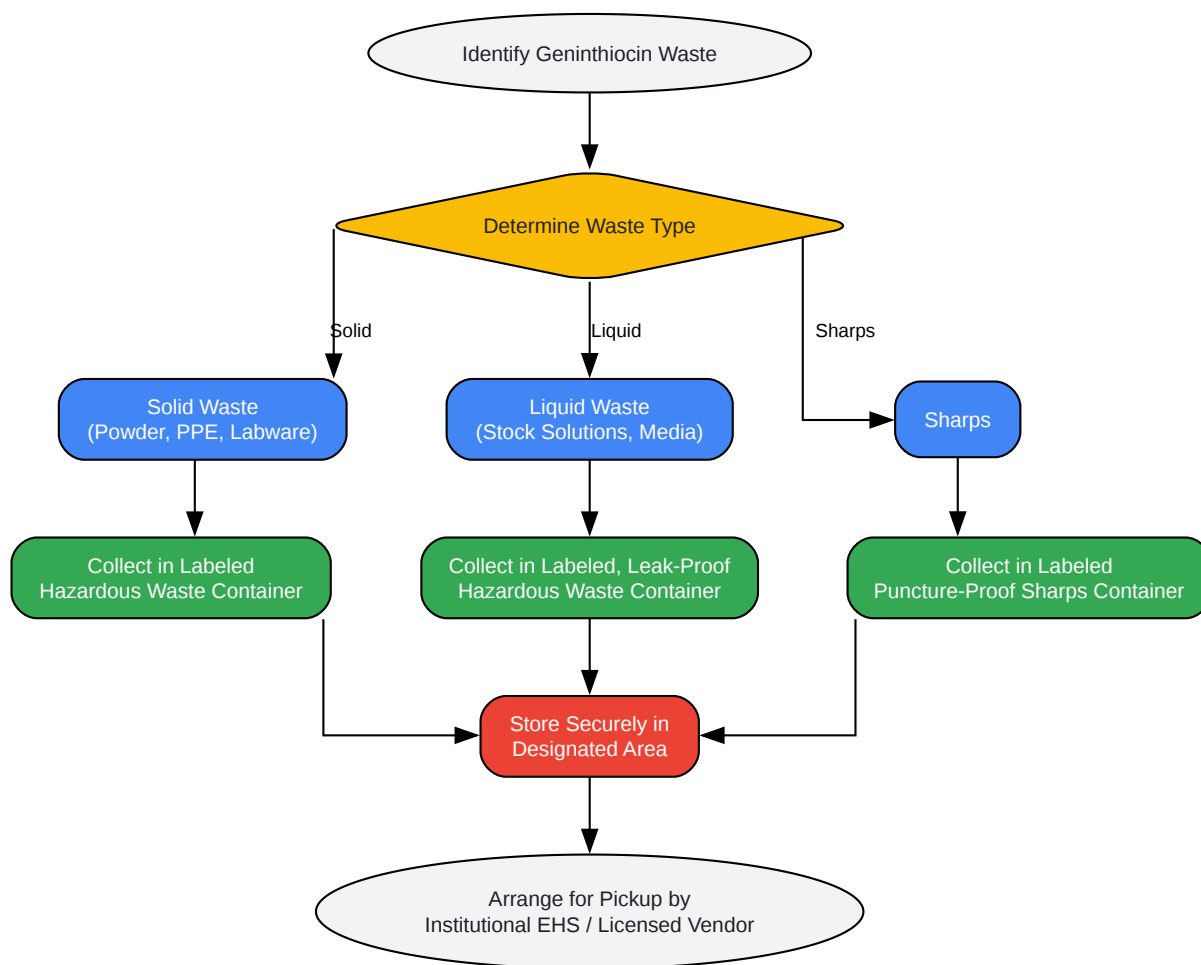 Identify Geninthiocin Waste
Determine Waste Type
Solid
Liquid
Sharps
Solid Waste
(Powder, PPE, Labware)
Liquid Waste
(Stock Solutions, Media)
Sharps
Collect in Labeled
Hazardous Waste Container
Collect in Labeled, Leak-Proof
Hazardous Waste Container
Collect in Labeled
Puncture-Proof Sharps Container
Store Securely in
Designated Area
Arrange for Pickup by
Institutional EHS / Licensed Vendor